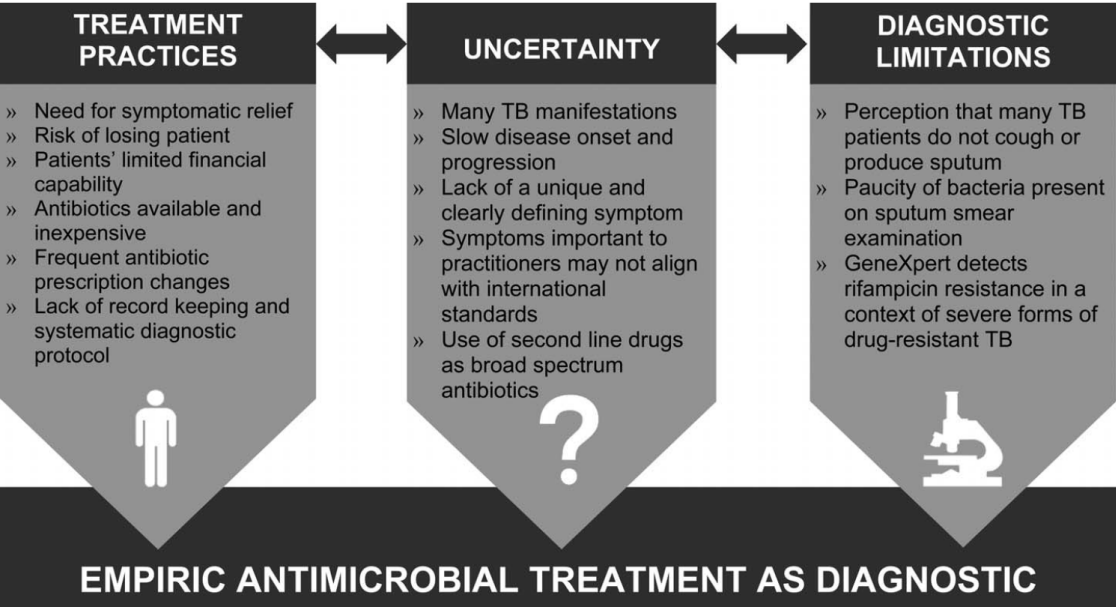 TREATMENT
PRACTICES
» Need for symptomatic relief
» Risk of losing patient
» Patients' limited financial
capability
» Antibiotics available and
inexpensive
» Frequent antibiotic
prescription changes
» Lack of record keeping and
systematic diagnostic
protocol
UNCERTAINTY
» Many TB manifestations
» Slow disease onset and
progression
» Lack of a unique and
clearly defining symptom
» Symptoms important to
practitioners may not align
with international
standards
» Use of second line drugs
as broad spectrum
antibiotics
?
DIAGNOSTIC
LIMITATIONS
» Perception that many TB
patients do not cough or
produce sputum
» Paucity of bacteria present
on sputum smear
examination
» GeneXpert detects
rifampicin resistance in a
context of severe forms of
drug-resistant TB
EMPIRIC ANTIMICROBIAL TREATMENT AS DIAGNOSTIC